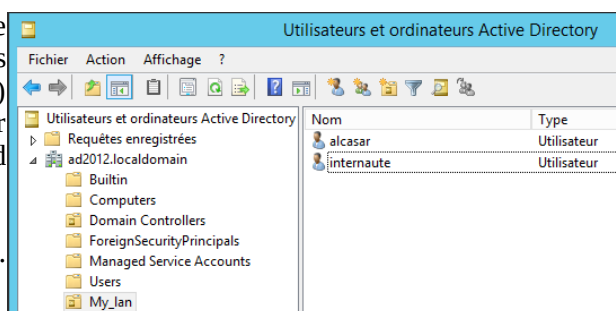 e
s
)
r
d
.
Utilisateurs et ordinateurs Active Directory
Fichier Action Affichage ?
Utilisateurs et ordinateurs Active Directory
Requêtes enregistrées
ad2012.localdomain
Builtin
Computers
Domain Controllers
ForeignSecurityPrincipals
Managed Service Accounts
Users
My_lan
Nom Type
alcasar Utilisateur
internaute Utilisateur